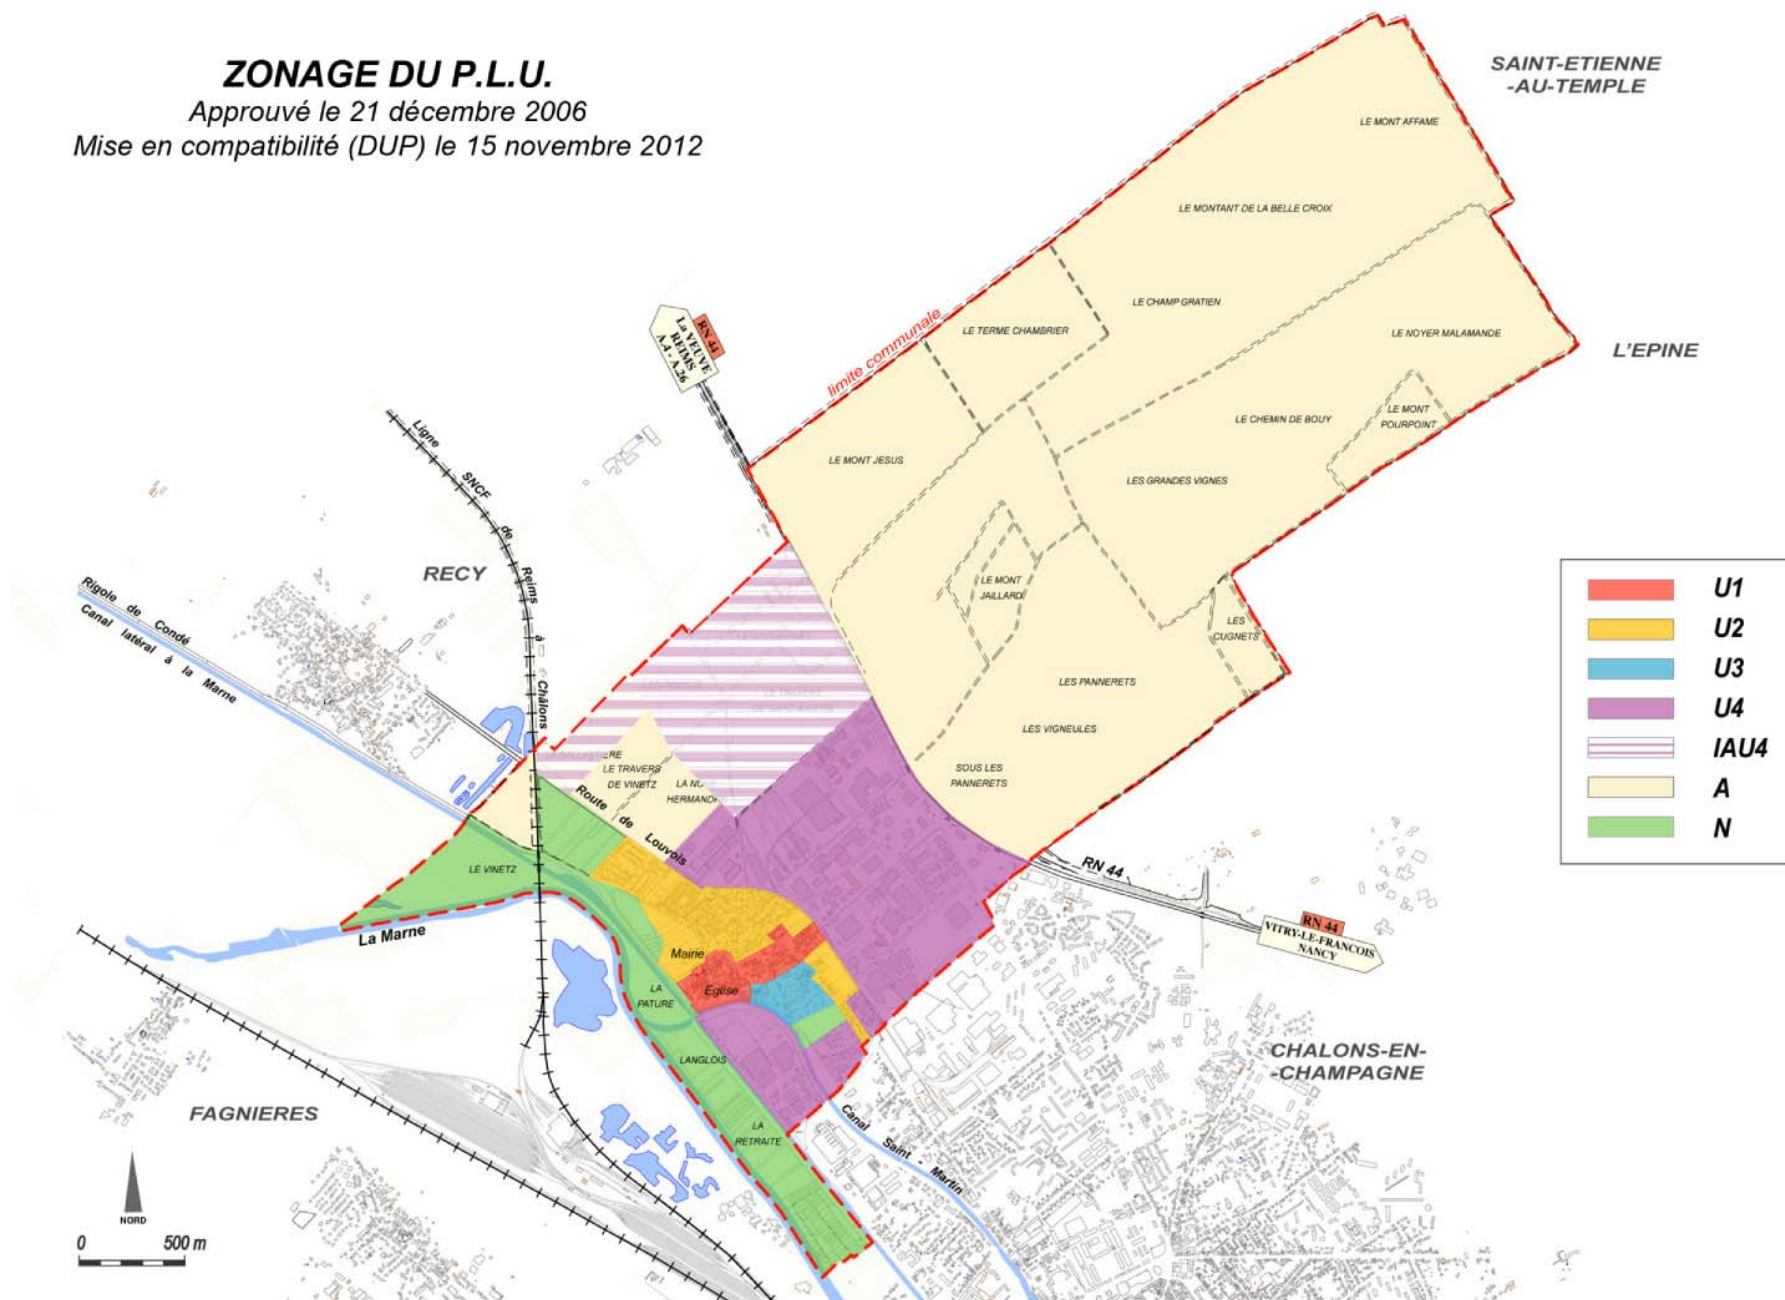 ZONAGE DU P.L.U.
Approuvé le 21 décembre 2006
Mise en compatibilité (DUP) le 15 novembre 2012
SAINT-ETIENNE
-AU-TEMPLE
LE MONT AFFAME
LE MONTANT DE LA BELLE CROIX
LE CHAMP GRATIEN
LE TERME CHAMBRIER
LE NOYER MALAMANDE
L'EPINE
limite communale
RN 44
La VEUVE
REIMS
A.4 - A.26
LE CHEMIN DE BOUY
LE MONT
POURPOINT
LE MONT JESUS
LES GRANDES VIGNES
Ligne SNCF de Reims à Châlons
RECY
LE MONT
JAILLARD
LES
CUGNETS
Rigole de Condé
Canal latéral à la Marne
LES PANNERETS
LES VIGNEULES
SOUS LES
PANNERETS
LE TRAVERS
DE VINETZ
LA
HERMAND
Route de Louvois
U1
U2
U3
U4
IAU4
A
N
LE VINETZ
La Marne
RN 44
RN 44
VITRY-LE-FRANCOIS
NANCY
Mairie
Eglise
LA
PATURE
LANGLOIS
LA
RETRAITE
CHALONS-EN-
-CHAMPAGNE
Canal Saint - Martin
FAGNIERES
NORD
0 500 m